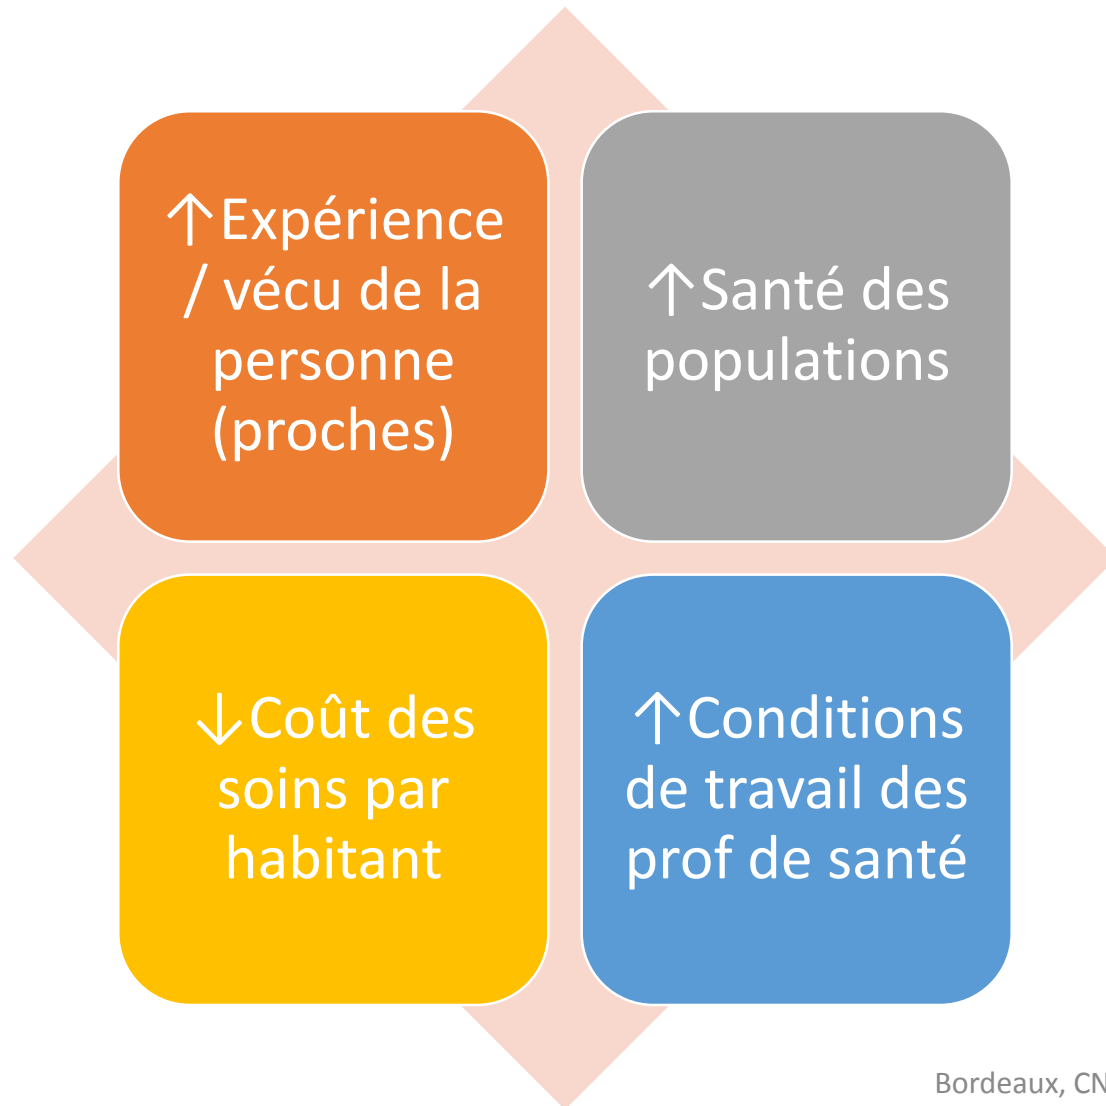 ↑Expérience
/ vécu de la
personne
(proches)
↑Santé des
populations
↓Coût des
soins par
habitant
↑Conditions
de travail des
prof de santé
Bordeaux, CN